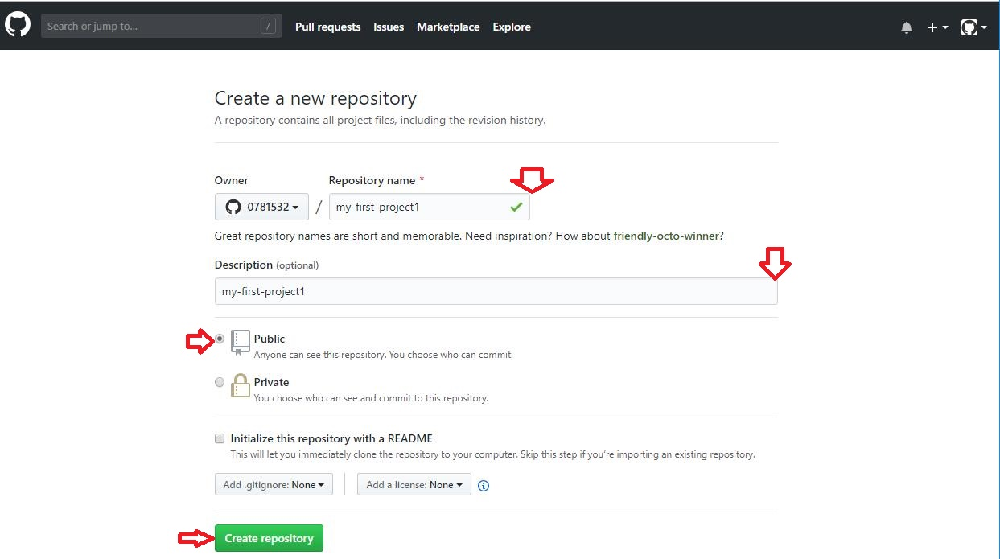 Search or jump to... /
Pull requests Issues Marketplace Explore
Create a new repository
A repository contains all project files, including the revision history.
Owner Repository name *
0781532 / my-first-project1
Great repository names are short and memorable. Need inspiration? How about friendly-octo-winner?
Description (optional)
my-first-project1
Public
Anyone can see this repository. You choose who can commit.
Private
You choose who can see and commit to this repository.
Initialize this repository with a README
This will let you immediately clone the repository to your computer. Skip this step if you’re importing an existing repository.
Add .gitignore: None Add a license: None
Create repository